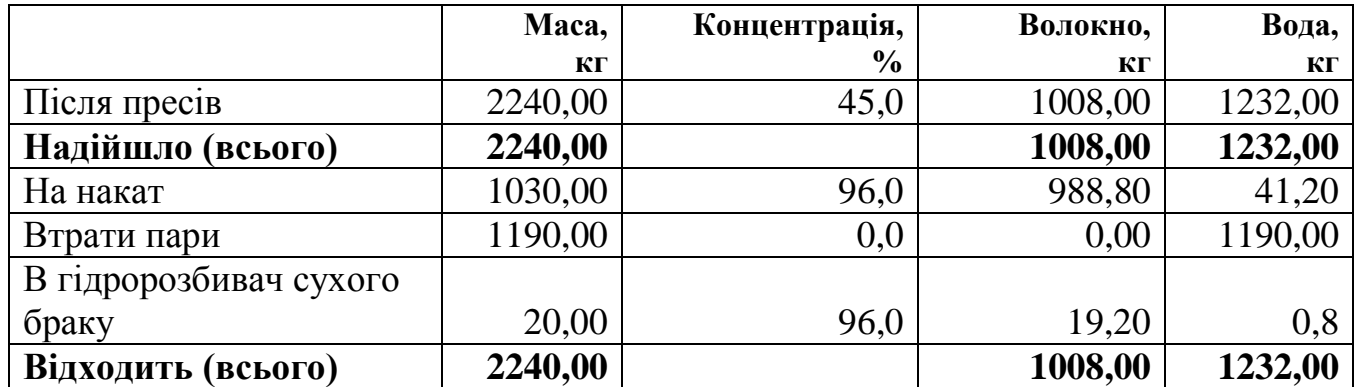 Маса, Концентрація, Волокно, Вода,
кг % кг кг
Після пресів 2240,00 45,0 1008,00 1232,00
Надійшло (всього) 2240,00 1008,00 1232,00
На накат 1030,00 96,0 988,80 41,20
Втрати пари 1190,00 0,0 0,00 1190,00
В гідророзбивач сухого
браку 20,00 96,0 19,20 0,8
Відходить (всього) 2240,00 1008,00 1232,00